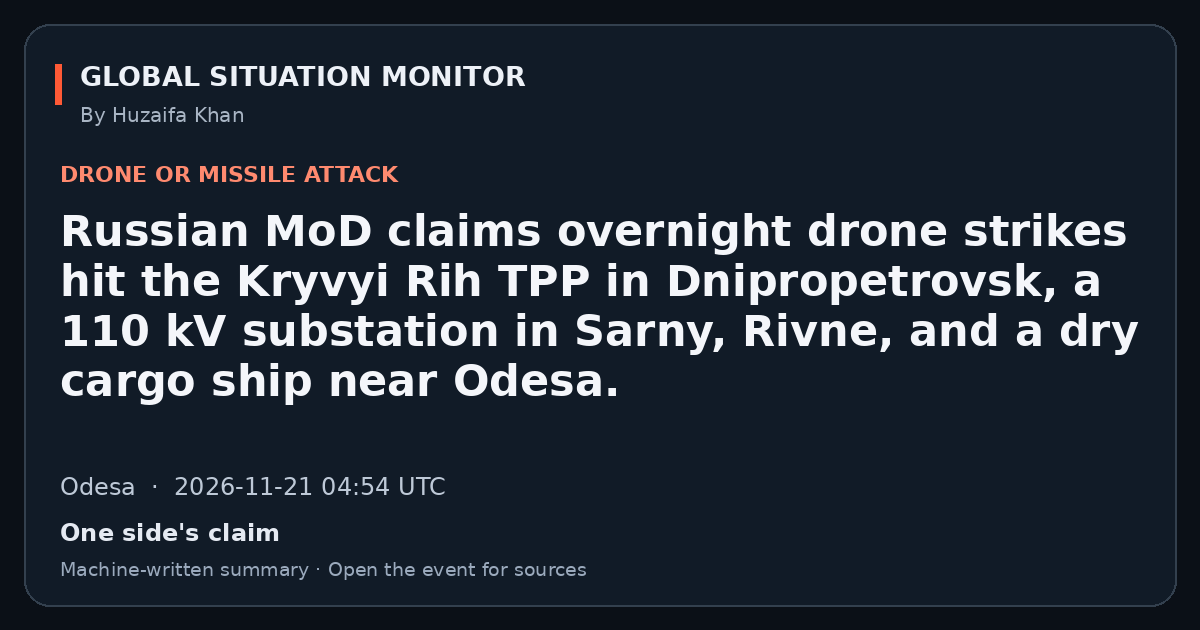 GLOBAL SITUATION MONITOR
By Huzaifa Khan
DRONE OR MISSILE ATTACK
Russian MoD claims overnight drone strikes
hit the Kryvyi Rih TPP in Dnipropetrovsk, a
110 kV substation in Sarny, Rivne, and a dry
cargo ship near Odesa.
Odesa · 2026-11-21 04:54 UTC
One side's claim
Machine-written summary · Open the event for sources